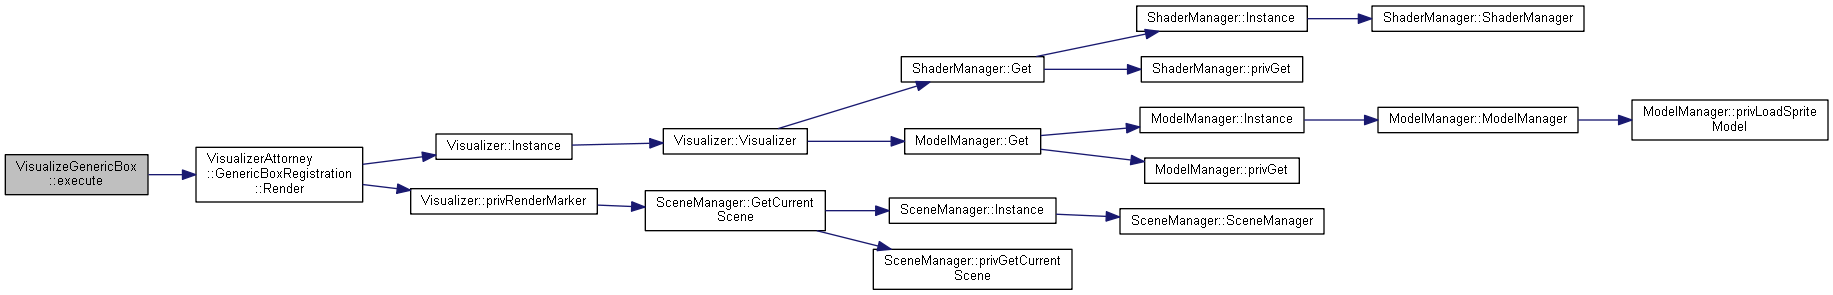 VisualizeGenericBox
::execute
VisualizerAttorney
::GenericBoxRegistration
::Render
Visualizer::Instance
Visualizer::privRenderMarker
Visualizer::Visualizer
SceneManager::GetCurrent
Scene
ShaderManager::Get
ModelManager::Get
SceneManager::Instance
SceneManager::privGetCurrent
Scene
ShaderManager::Instance
ShaderManager::privGet
ModelManager::Instance
ModelManager::privGet
SceneManager::SceneManager
ShaderManager::ShaderManager
ModelManager::ModelManager
ModelManager::privLoadSprite
Model